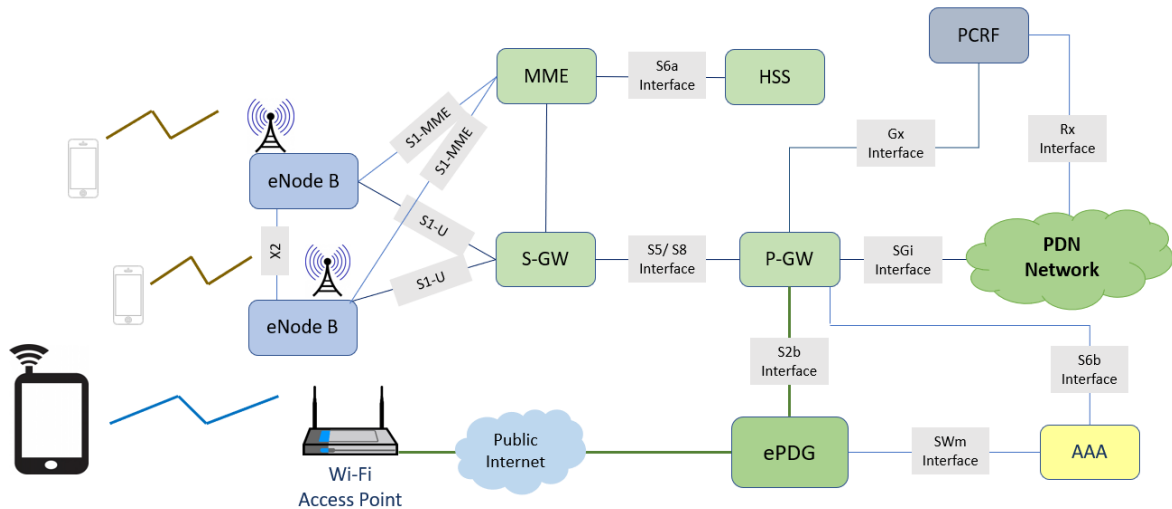 PCRF
MME
S6a
Interface
HSS
S1-MME
S1-MME
Gx
Interface
Rx
Interface
eNode B
S1-U
X2
S-GW
S5/ S8
Interface
P-GW
SGi
Interface
PDN
Network
S1-U
eNode B
S2b
Interface
S6b
Interface
Public
Internet
ePDG
SWm
Interface
AAA
Wi-Fi
Access Point